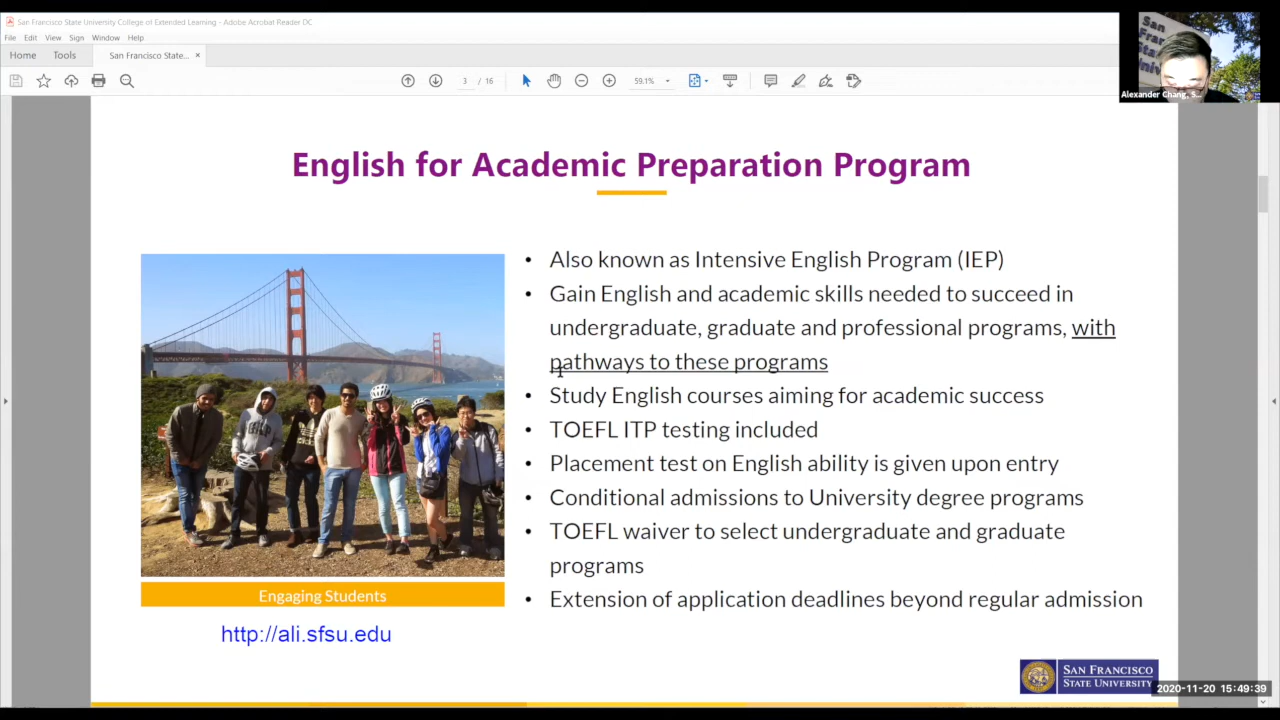 San Francisco State University College of Extended Learning - Adobe Acrobat Reader DC
File Edit View Sign Window Help
Home Tools San Francisco State... ×
3 / 16 59.1%
San
Fran
Stat
Univ
Alexander Chang, S...
English for Academic Preparation Program
• Also known as Intensive English Program (IEP)
• Gain English and academic skills needed to succeed in
undergraduate, graduate and professional programs, with
pathways to these programs
• Study English courses aiming for academic success
• TOEFL ITP testing included
• Placement test on English ability is given upon entry
• Conditional admissions to University degree programs
• TOEFL waiver to select undergraduate and graduate
programs
• Extension of application deadlines beyond regular admission
Engaging Students
http://ali.sfsu.edu
SAN FRANCISCO
STATE UNIVERSITY
2020-11-20 15:49:39